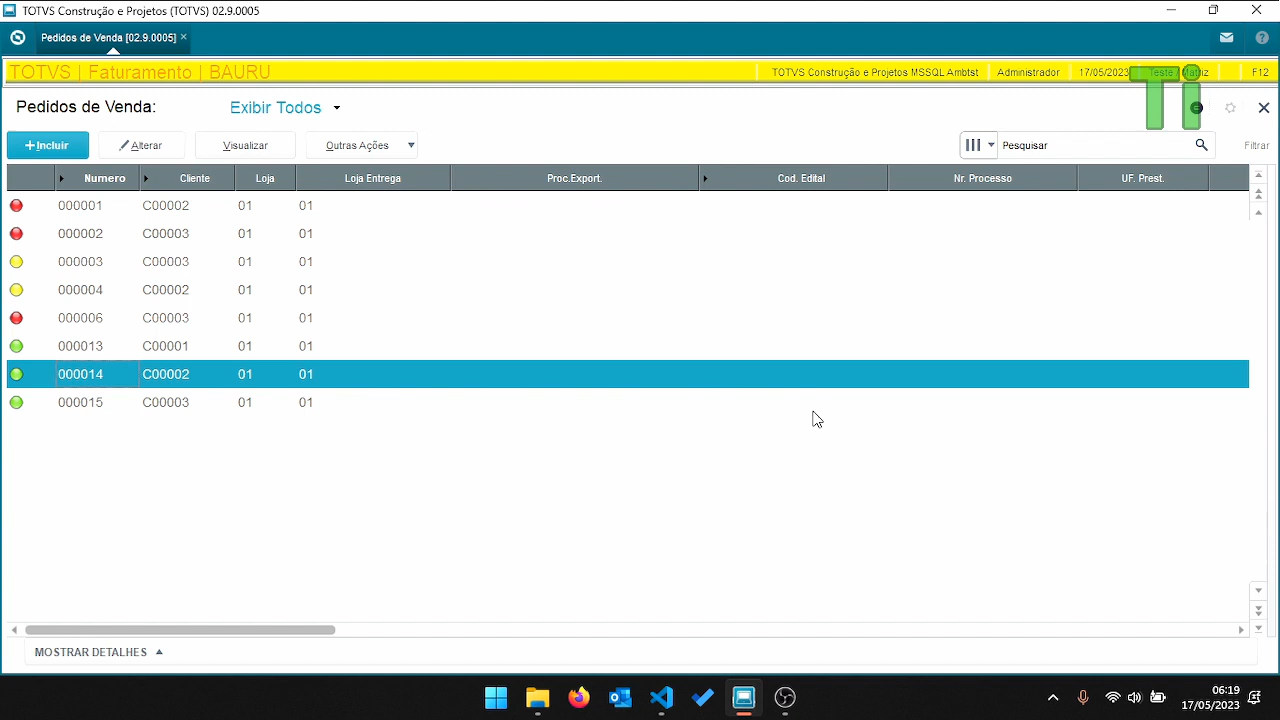 TOTVS Construção e Projetos (TOTVS) 02.9.0005
Pedidos de Venda [02.9.0005] ×
TOTVS | Faturamento | BAURU
TOTVS Construção e Projetos MSSQL Ambtst
Administrador
17/05/2023
Teste / Matriz
F12
Ti
Pedidos de Venda:
Exibir Todos
+Incluir
Alterar
Visualizar
Outras Ações
Pesquisar
Filtrar
Numero Cliente Loja Loja Entrega Proc.Export. Cod. Edital Nr. Processo UF. Prest.
000001 C00002 01 01
000002 C00003 01 01
000003 C00003 01 01
000004 C00002 01 01
000006 C00003 01 01
000013 C00001 01 01
000014 C00002 01 01
000015 C00003 01 01
MOSTRAR DETALHES
06:19
17/05/2023